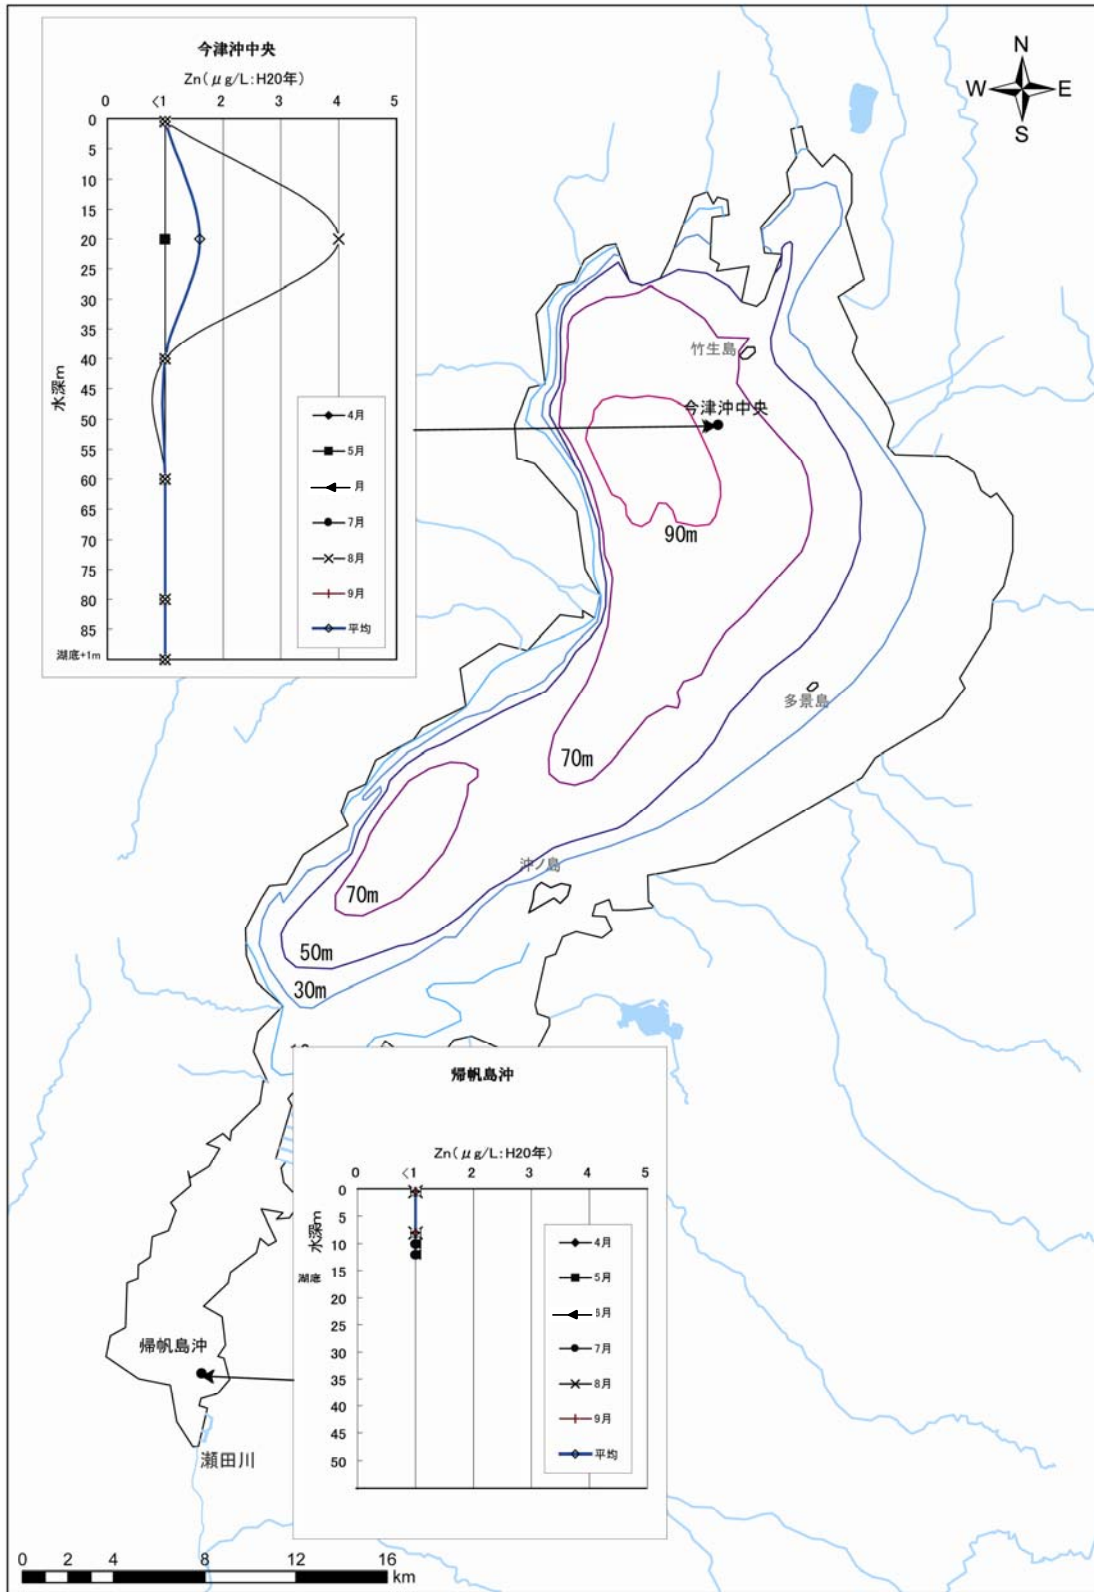 今津沖中央
Zn(μg/L:H20年)
0 <1 2 3 4 5
0
5
10
15
20
25
30
35
40
45
50
55
60
65
70
75
80
85
湖底+1m
水深m
4月
5月
月
7月
8月
9月
平均
N
W E
S
竹生島
今津沖中央
90m
多景島
70m
沖ノ島
70m
50m
30m
帰帆島沖
Zn(μg/L:H20年)
0 <1 2 3 4 5
0
5
10
15
20
25
30
35
40
45
50
水深m
湖底
4月
5月
6月
7月
8月
9月
平均
帰帆島沖
瀬田川
0 2 4 8 12 16
km